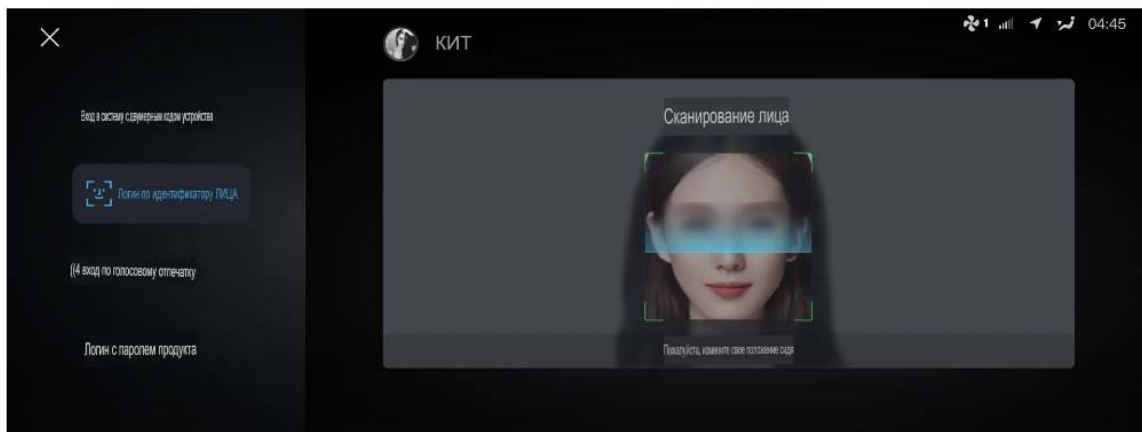 1 04:45
КИТ
Вход в систему с двумерным кодом устройства
Логин по идентификатору ЛИЦА
((4 вход по голосовому отпечатку
Логин с паролем продукта
Сканирование лица
Пожалуйста, измените свое положение сидя